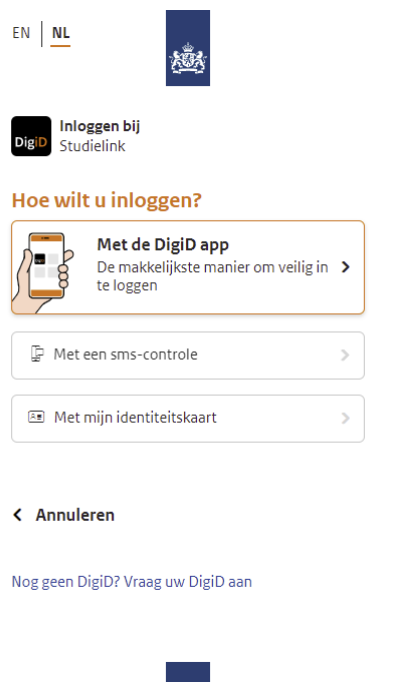 EN | NL
DigiD
Inloggen bij
Studielink
Hoe wilt u inloggen?
Met de DigiD app
De makkelijkste manier om veilig in
te loggen
Met een sms-controle
Met mijn identiteitskaart
Annuleren
Nog geen DigiD? Vraag uw DigiD aan